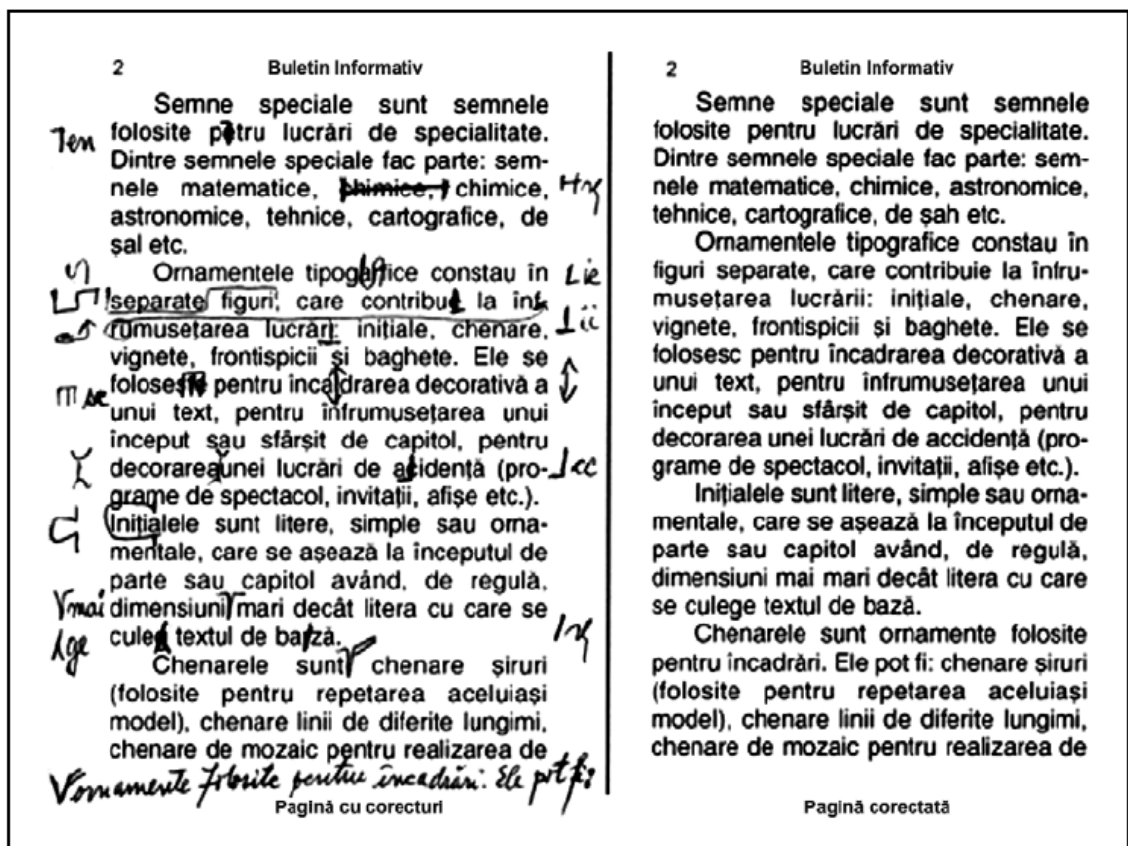 2 Buletin Informativ
Semne speciale sunt semnele
en folosite petru lucrări de specialitate.
Dintre semnele speciale fac parte: sem-
nele matematice, chimice, chimice,
astronomice, tehnice, cartografice, de
șal etc.
Ornamentele constau în ie
separate figuri, care la
rumusețarea lucrări: inițiale, chenare, ii
vignete, frontispicii și baghete. Ele se
pentru incadrarea decorativă a
se unui text, pentru înfrumusețarea unui
început sau sfârșit de capitol, pentru
decorarea unei lucrări de acidență (pro- cc
grame de spectacol, invitații, afișe etc.).
Inițialele sunt litere, simple sau orna-
mentale, care se așează la începutul de
parte sau capitol având, de regulă,
mai dimensiuni mari decât litera cu care se
ge textul de bază.
Chenarele sunt chenare șiruri
(folosite pentru repetarea aceluiași
model), chenare linii de diferite lungimi,
chenare de mozaic pentru realizarea de
ornamente folosite pentru încadrări. Ele pot fi:
Pagină cu corecturi
2 Buletin Informativ
Semne speciale sunt semnele
folosite pentru lucrări de specialitate.
Dintre semnele speciale fac parte: sem-
nele matematice, chimice, astronomice,
tehnice, cartografice, de șah etc.
Ornamentele tipografice constau în
figuri separate, care contribuie la înfru-
musețarea lucrării: inițiale, chenare,
vignete, frontispicii și baghete. Ele se
folosesc pentru încadrarea decorativă a
unui text, pentru înfrumusețarea unui
început sau sfârșit de capitol, pentru
decorarea unei lucrări de accidență (pro-
grame de spectacol, invitații, afișe etc.).
Inițialele sunt litere, simple sau orna-
mentale, care se așează la începutul de
parte sau capitol având, de regulă,
dimensiuni mai mari decât litera cu care
se culege textul de bază.
Chenarele sunt ornamente folosite
pentru încadrări. Ele pot fi: chenare șiruri
(folosite pentru repetarea aceluiași
model), chenare linii de diferite lungimi,
chenare de mozaic pentru realizarea de
Pagină corectată